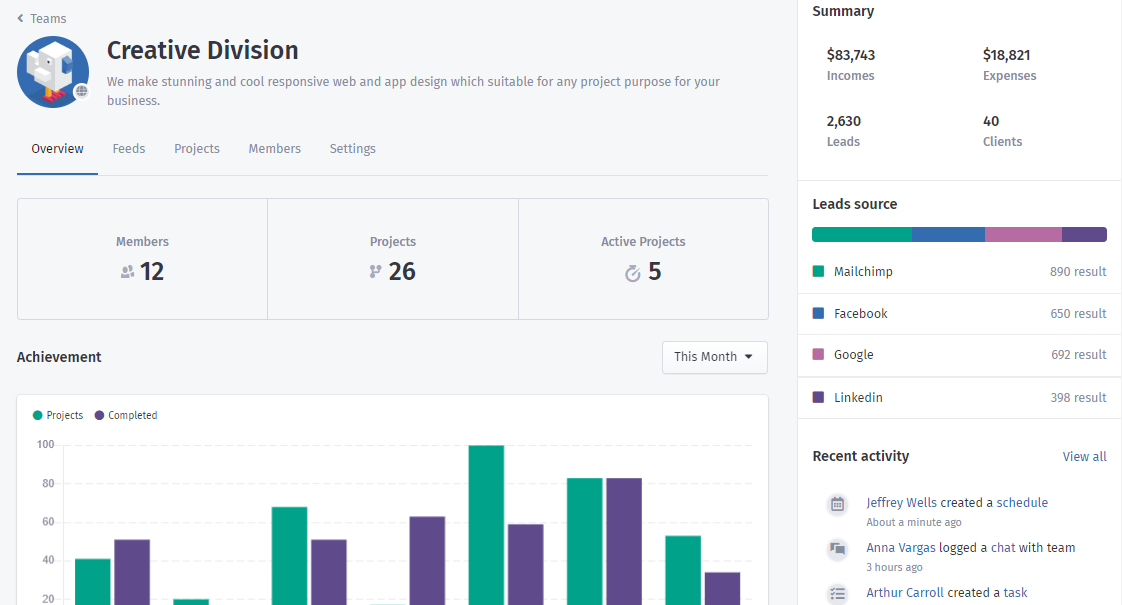 Teams
Creative Division
We make stunning and cool responsive web and app design which suitable for any project purpose for your
business.
Overview Feeds Projects Members Settings
Members
12
Projects
26
Active Projects
5
Achievement
This Month
Projects Completed
100
80
60
40
20
Summary
$83,743
Incomes
$18,821
Expenses
2,630
Leads
40
Clients
Leads source
Mailchimp 890 result
Facebook 650 result
Google 692 result
Linkedin 398 result
Recent activity View all
Jeffrey Wells created a schedule
About a minute ago
Anna Vargas logged a chat with team
3 hours ago
Arthur Carroll created a task